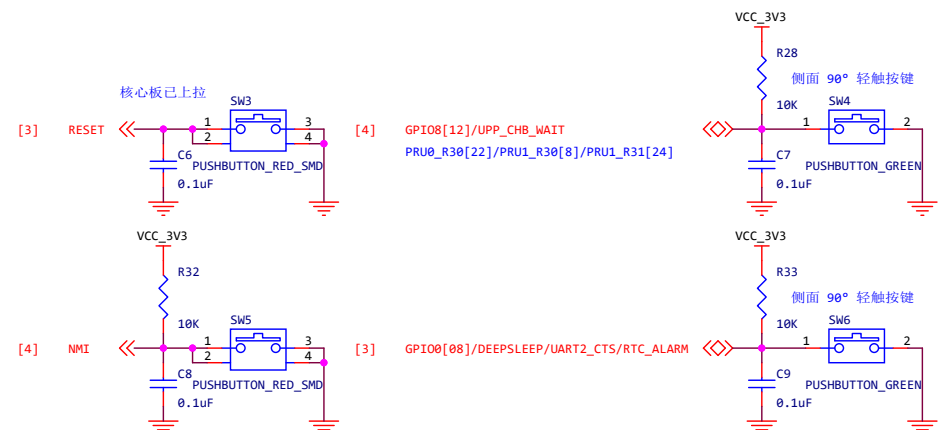 VCC_3V3
R28
侧面 90° 轻触按键
核心板已上拉
SW3
10K
SW4
[3] RESET
1
2
3
4
[4] GPIO8[12]/UPP_CHB_WAIT
1
2
PRU0_R30[22]/PRU1_R30[8]/PRU1_R31[24]
C6
PUSHBUTTON_RED_SMD
0.1uF
C7
PUSHBUTTON_GREEN
0.1uF
VCC_3V3
VCC_3V3
R32
R33
侧面 90° 轻触按键
10K
SW5
10K
SW6
[4] NMI
1
2
3
4
[3] GPIO0[08]/DEEPSLEEP/UART2_CTS/RTC_ALARM
1
2
C8
PUSHBUTTON_RED_SMD
0.1uF
C9
PUSHBUTTON_GREEN
0.1uF